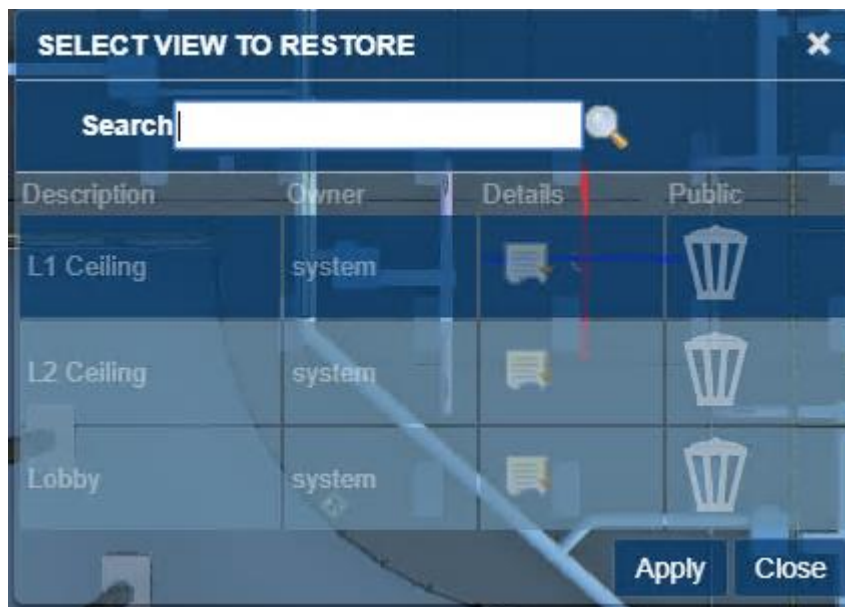 SELECT VIEW TO RESTORE
Search
Description Owner Details Public
L1 Ceiling system
L2 Ceiling system
Lobby system
Apply Close